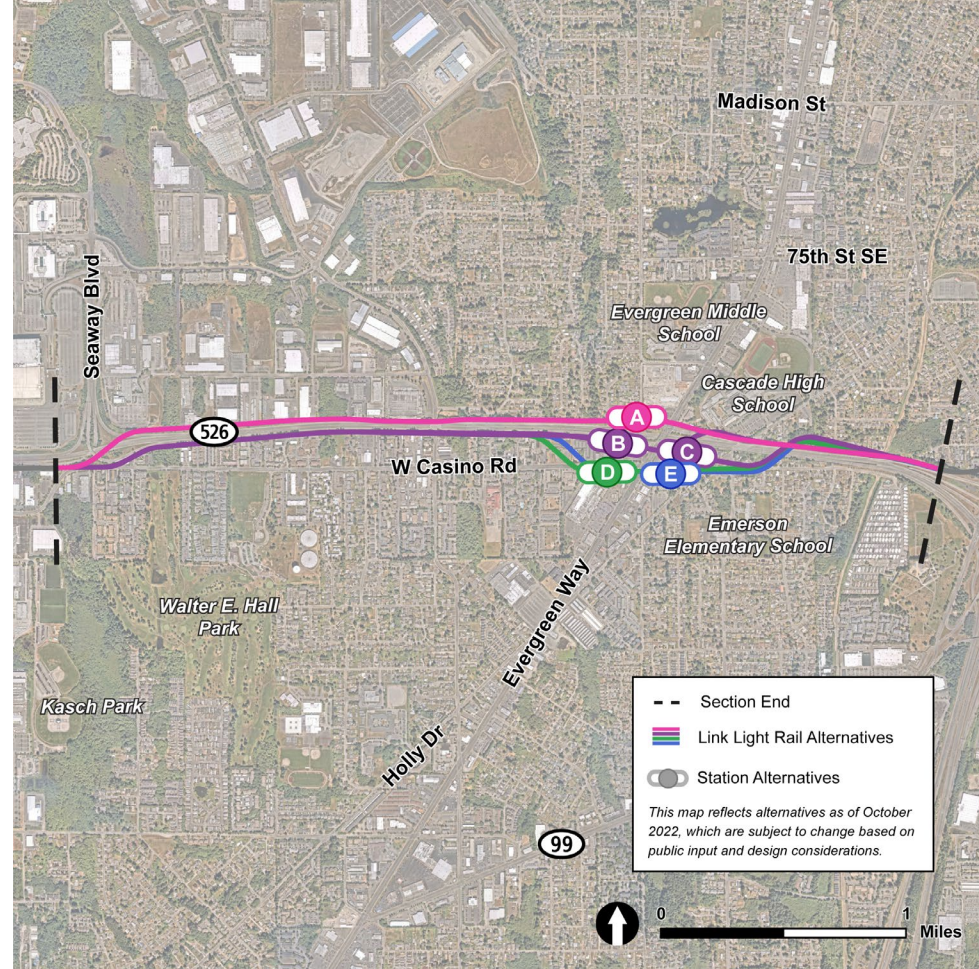 Madison St
75th St SE
Seaway Blvd
Evergreen Middle
School
Cascade High
School
526
A
B
C
W Casino Rd
D
E
Emerson
Elementary School
Evergreen Way
Walter E. Hall
Park
Kasch Park
Holly Dr
99
Section End
Link Light Rail Alternatives
Station Alternatives
This map reflects alternatives as of October
2022, which are subject to change based on
public input and design considerations.
0
1
Miles